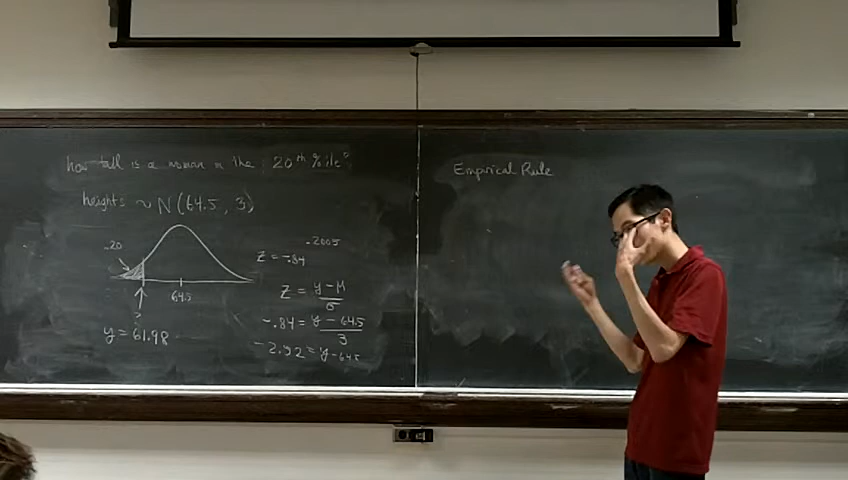 how tall is a woman in the 20th %ile?
heights ~ N(64.5, 3)
.20
64.5
?
y = 61.98
.2005
z = -.84
z = y - μ / σ
-.84 = y - 64.5 / 3
-2.52 = y - 64.5
Empirical Rule